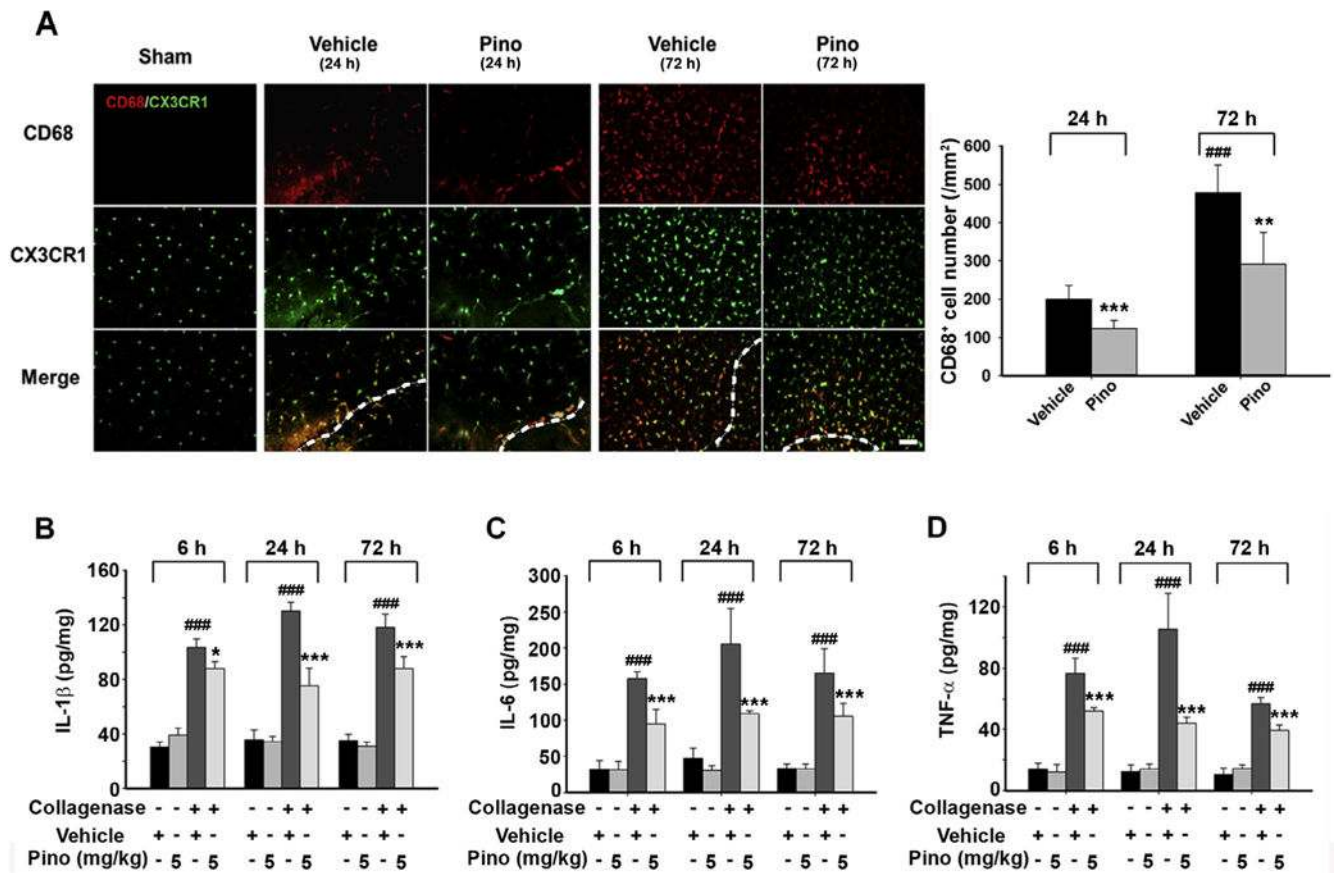 A
Sham
Vehicle
(24 h)
Pino
(24 h)
Vehicle
(72 h)
Pino
(72 h)
CD68/CX3CR1
CD68
CX3CR1
Merge
24 h
72 h
CD68+ cell number (/mm²)
600
500
400
300
200
100
0
###
**
***
Vehicle
Pino
Vehicle
Pino
B
6 h
24 h
72 h
IL-1β (pg/mg)
160
120
80
40
0
###
*
###
***
###
***
Collagenase - - + + - - + + - - + +
Vehicle + - + - + - + - + - + -
Pino (mg/kg) - 5 - 5 - 5 - 5 - 5 - 5
C
6 h
24 h
72 h
IL-6 (pg/mg)
300
250
200
150
100
50
0
###
***
###
***
###
***
Collagenase - - + + - - + + - - + +
Vehicle + - + - + - + - + - + -
Pino (mg/kg) - 5 - 5 - 5 - 5 - 5 - 5
D
6 h
24 h
72 h
TNF-α (pg/mg)
120
80
40
0
###
***
###
***
###
***
Collagenase - - + + - - + + - - + +
Vehicle + - + - + - + - + - + -
Pino (mg/kg) - 5 - 5 - 5 - 5 - 5 - 5